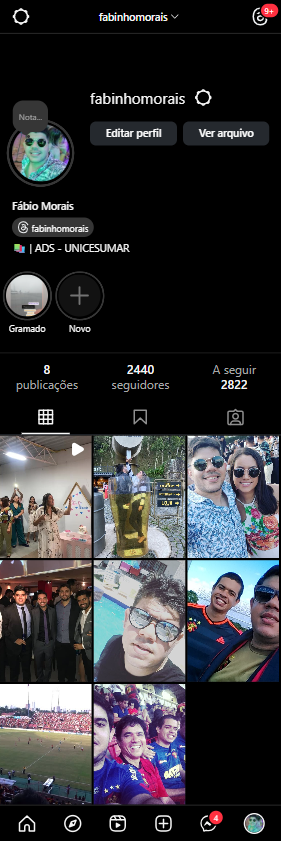 fabinhomorais
9+
Nota...
fabinhomorais
Editar perfil
Ver arquivo
Fábio Morais
fabinhomorais
📚 | ADS - UNICESUMAR
Gramado
Novo
8
publicações
2440
seguidores
A seguir
2822
4